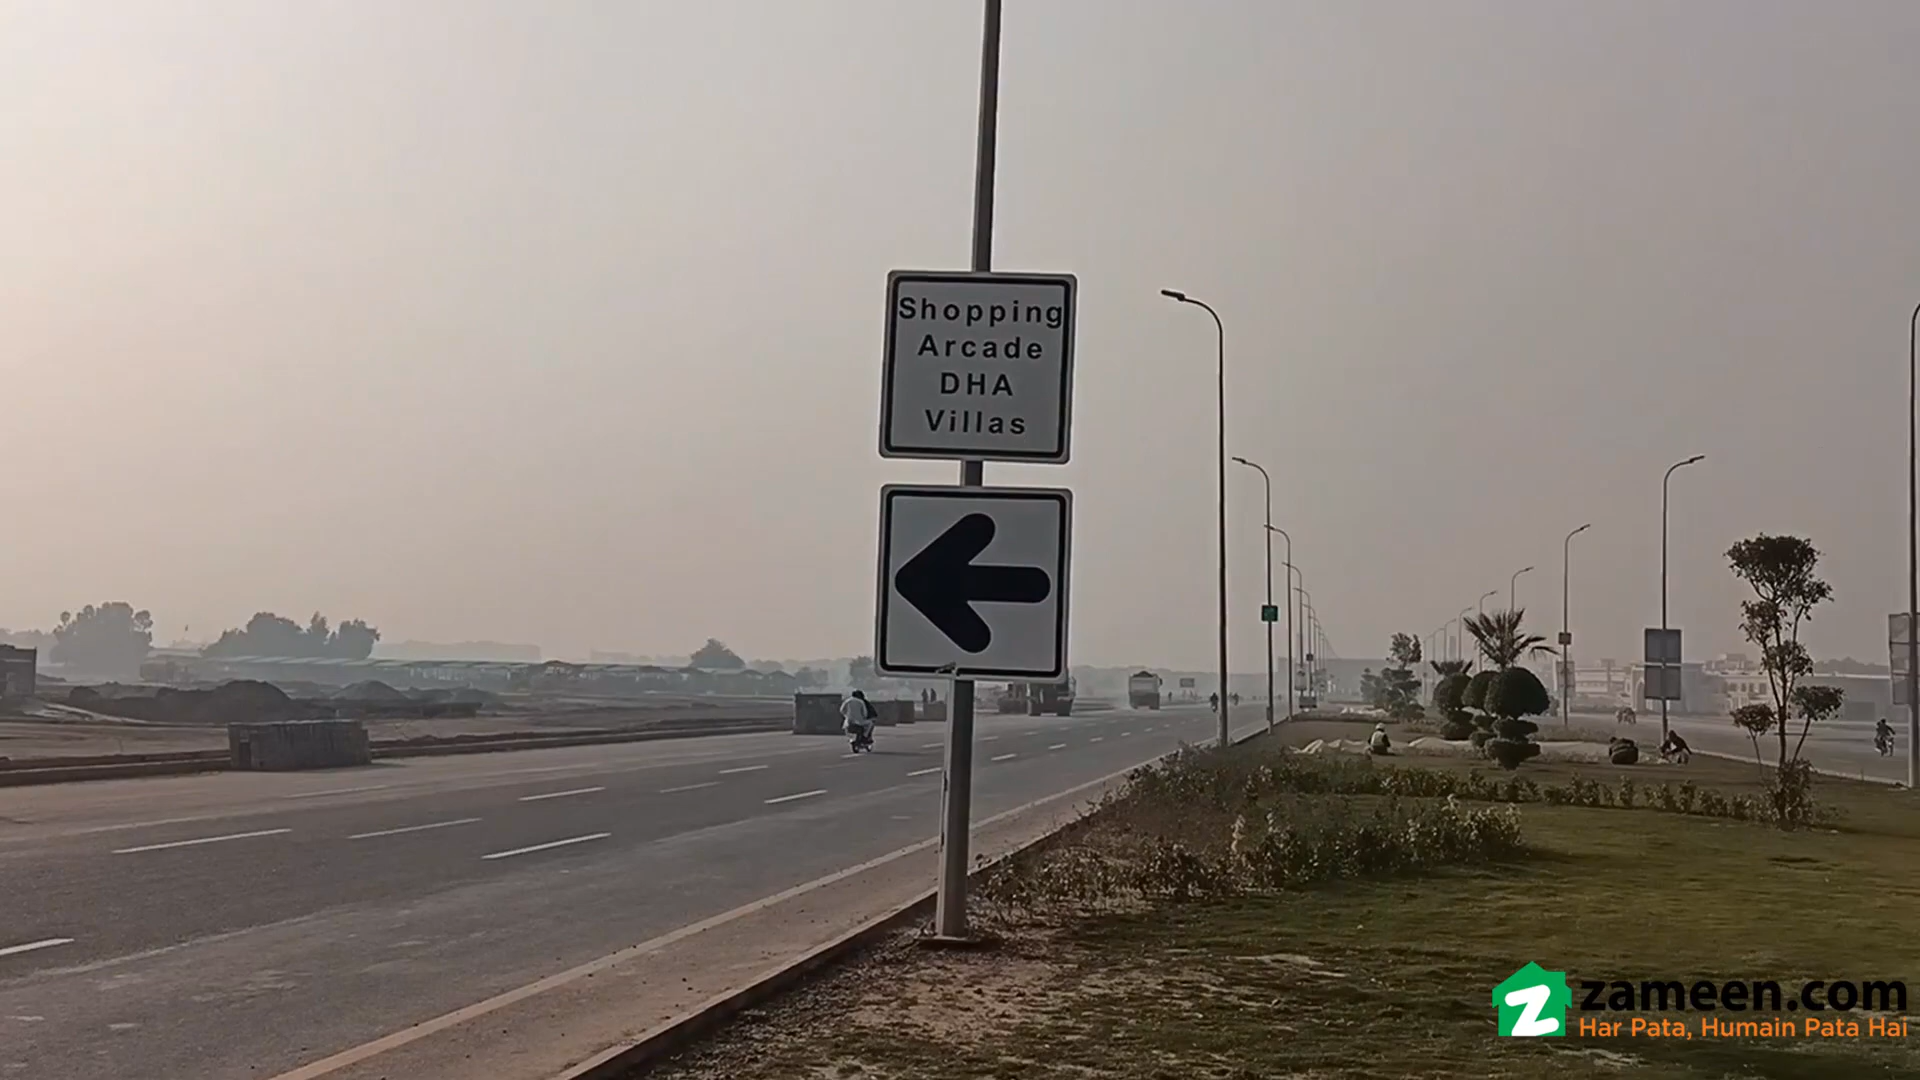 Shopping
Arcade
DHA
Villas
zameen.com
Har Pata, Humain Pata Hai